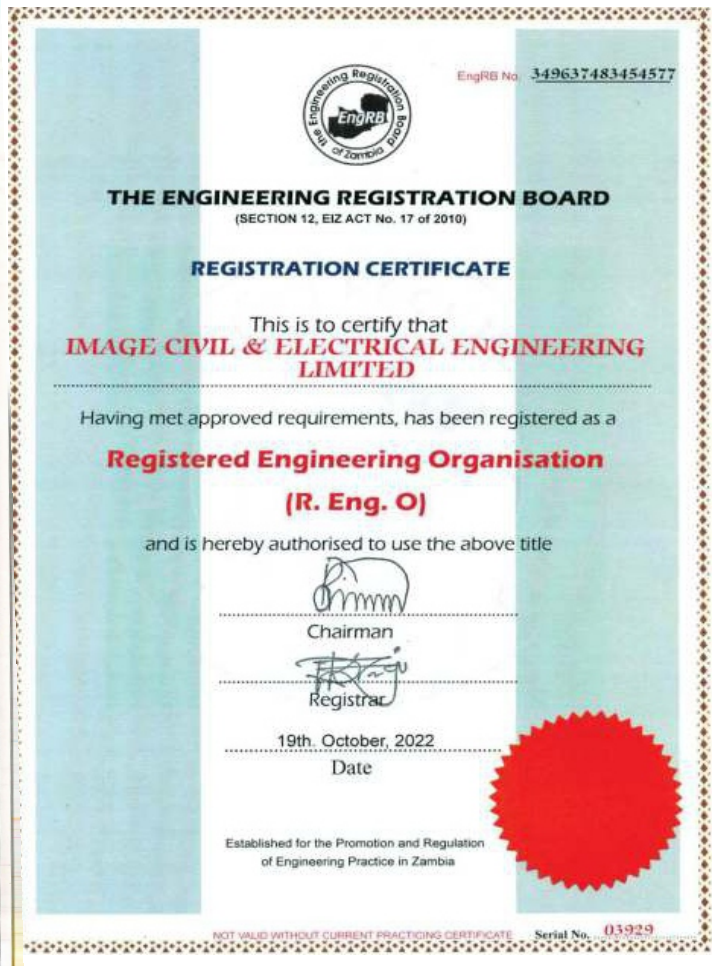 EngRB No. 349637483454577
the Engineering Registration Board
EngRB
of Zambia
THE ENGINEERING REGISTRATION BOARD
(SECTION 12, EIZ ACT No. 17 of 2010)
REGISTRATION CERTIFICATE
This is to certify that
IMAGE CIVIL & ELECTRICAL ENGINEERING
LIMITED
Having met approved requirements, has been registered as a
Registered Engineering Organisation
(R. Eng. O)
and is hereby authorised to use the above title
Chairman
Registrar
19th. October, 2022
Date
Established for the Promotion and Regulation
of Engineering Practice in Zambia
NOT VALID WITHOUT CURRENT PRACTICING CERTIFICATE Serial No. 03929